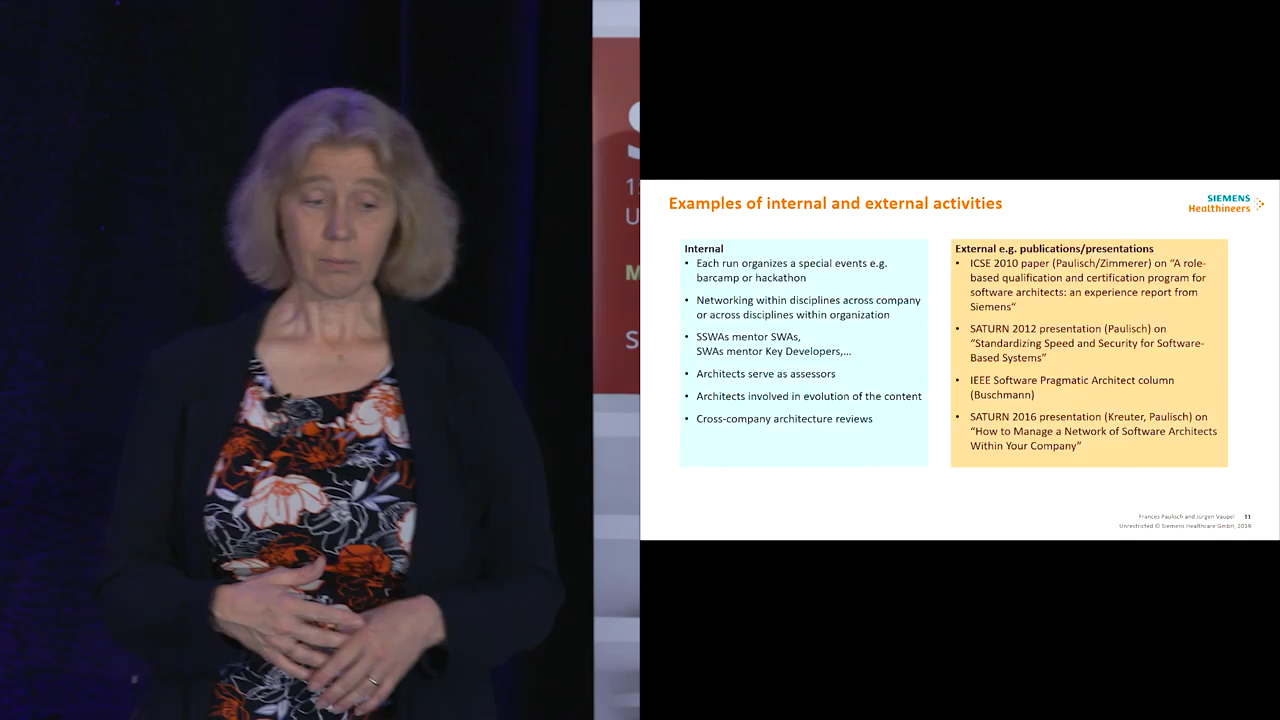 S
1
U
M
S
Examples of internal and external activities
SIEMENS
Healthineers
Internal
• Each run organizes a special events e.g.
barcamp or hackathon
• Networking within disciplines across company
or across disciplines within organization
• SSWAs mentor SWAs,
SWAs mentor Key Developers,...
• Architects serve as assessors
• Architects involved in evolution of the content
• Cross-company architecture reviews
External e.g. publications/presentations
• ICSE 2010 paper (Paulisch/Zimmerer) on “A role-
based qualification and certification program for
software architects: an experience report from
Siemens“
• SATURN 2012 presentation (Paulisch) on
“Standardizing Speed and Security for Software-
Based Systems”
• IEEE Software Pragmatic Architect column
(Buschmann)
• SATURN 2016 presentation (Kreuter, Paulisch) on
“How to Manage a Network of Software Architects
Within Your Company”
Frances Paulisch and Jürgen Vaupel 11
Unrestricted © Siemens Healthcare GmbH, 2019